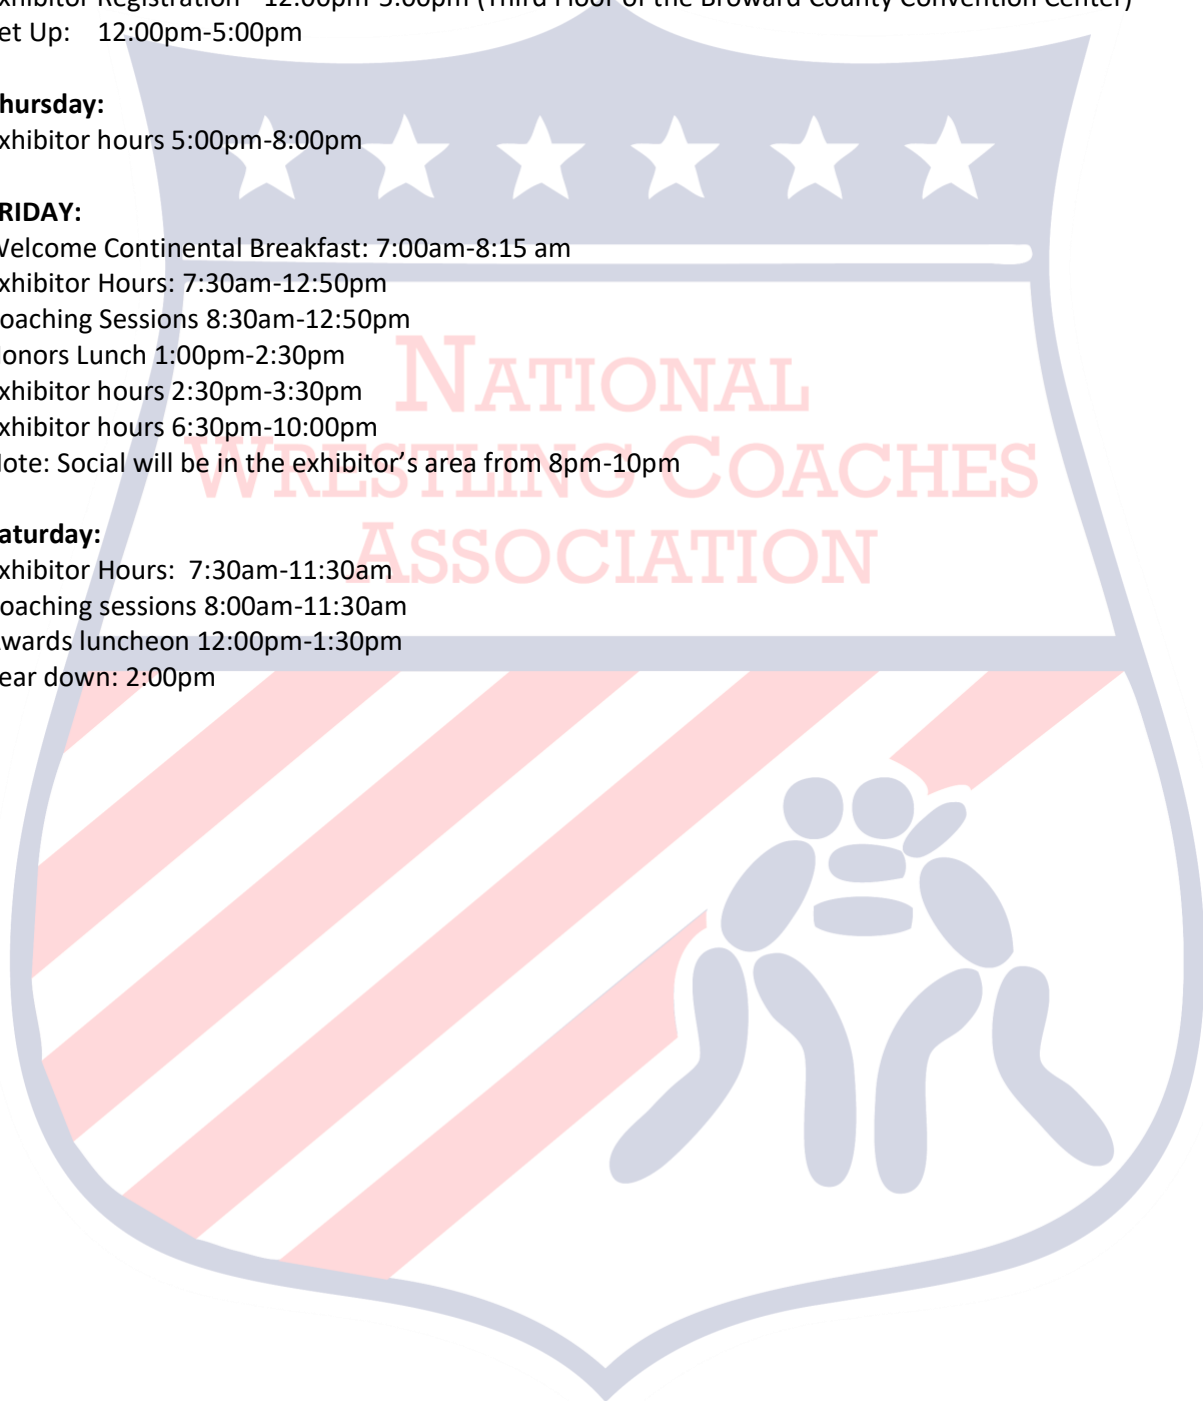 xhibitor Registration - 12:00pm-5:00pm (Third Floor of the Broward County Convention Center)
et Up: 12:00pm-5:00pm
hursday:
xhibitor hours 5:00pm-8:00pm
RIDAY:
Welcome Continental Breakfast: 7:00am-8:15 am
xhibitor Hours: 7:30am-12:50pm
oaching Sessions 8:30am-12:50pm
onors Lunch 1:00pm-2:30pm
xhibitor hours 2:30pm-3:30pm
xhibitor hours 6:30pm-10:00pm
ote: Social will be in the exhibitor’s area from 8pm-10pm
aturday:
xhibitor Hours: 7:30am-11:30am
oaching sessions 8:00am-11:30am
wards luncheon 12:00pm-1:30pm
ear down: 2:00pm
NATIONAL
WRESTLING COACHES
ASSOCIATION